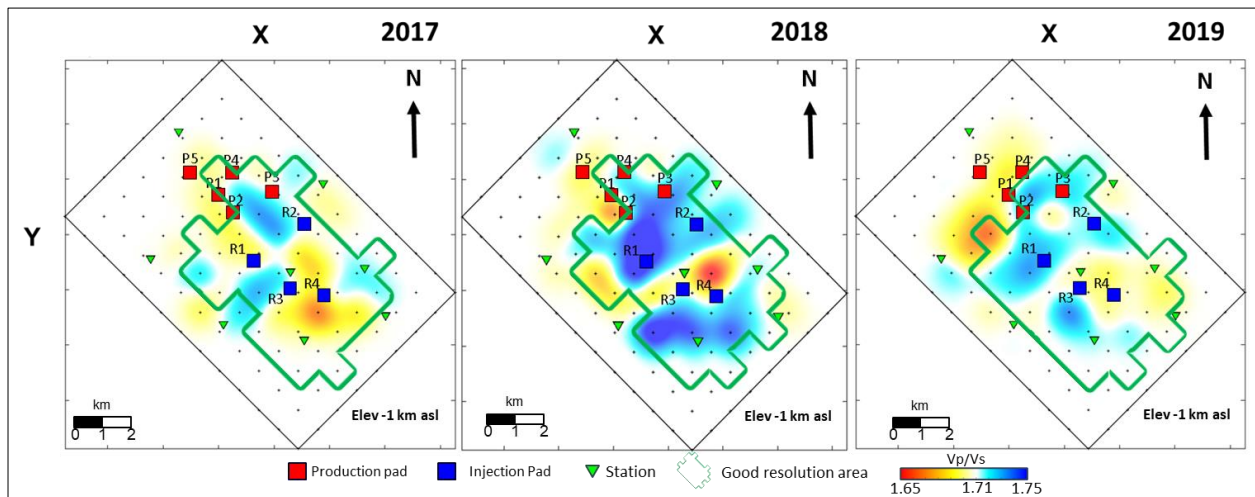 X 2017 X 2018 X 2019
N N N
P5 P4 P5 P4 P5 P4
P1 P5 P1 P3 P1 P3
P2 R2 P2 R2 P2 R2
Y R1 R1 R1
R3 R4 R3 R4 R3 R4
km km km
0 1 2 0 1 2 0 1 2
Elev -1 km asl Elev -1 km asl Elev -1 km asl
Production pad Injection Pad Station Good resolution area Vp/Vs
1.65 1.71 1.75